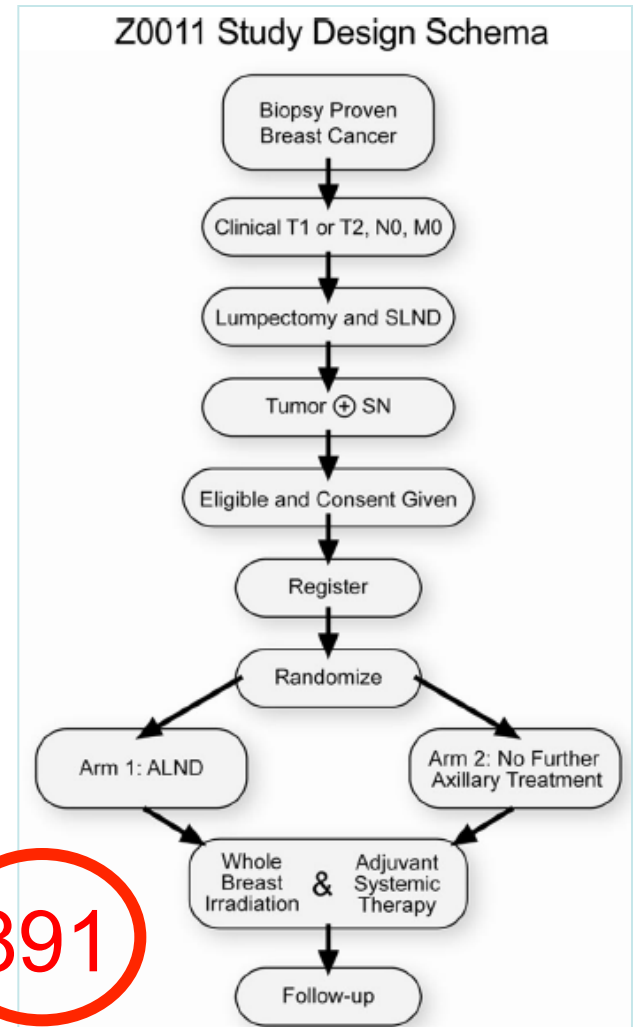 Z0011 Study Design Schema
Biopsy Proven
Breast Cancer
Clinical T1 or T2, N0, M0
Lumpectomy and SLND
Tumor ⊕ SN
Eligible and Consent Given
Register
Randomize
Arm 1: ALND
Arm 2: No Further
Axillary Treatment
Whole
Breast
Irradiation
&
Adjuvant
Systemic
Therapy
891
Follow-up